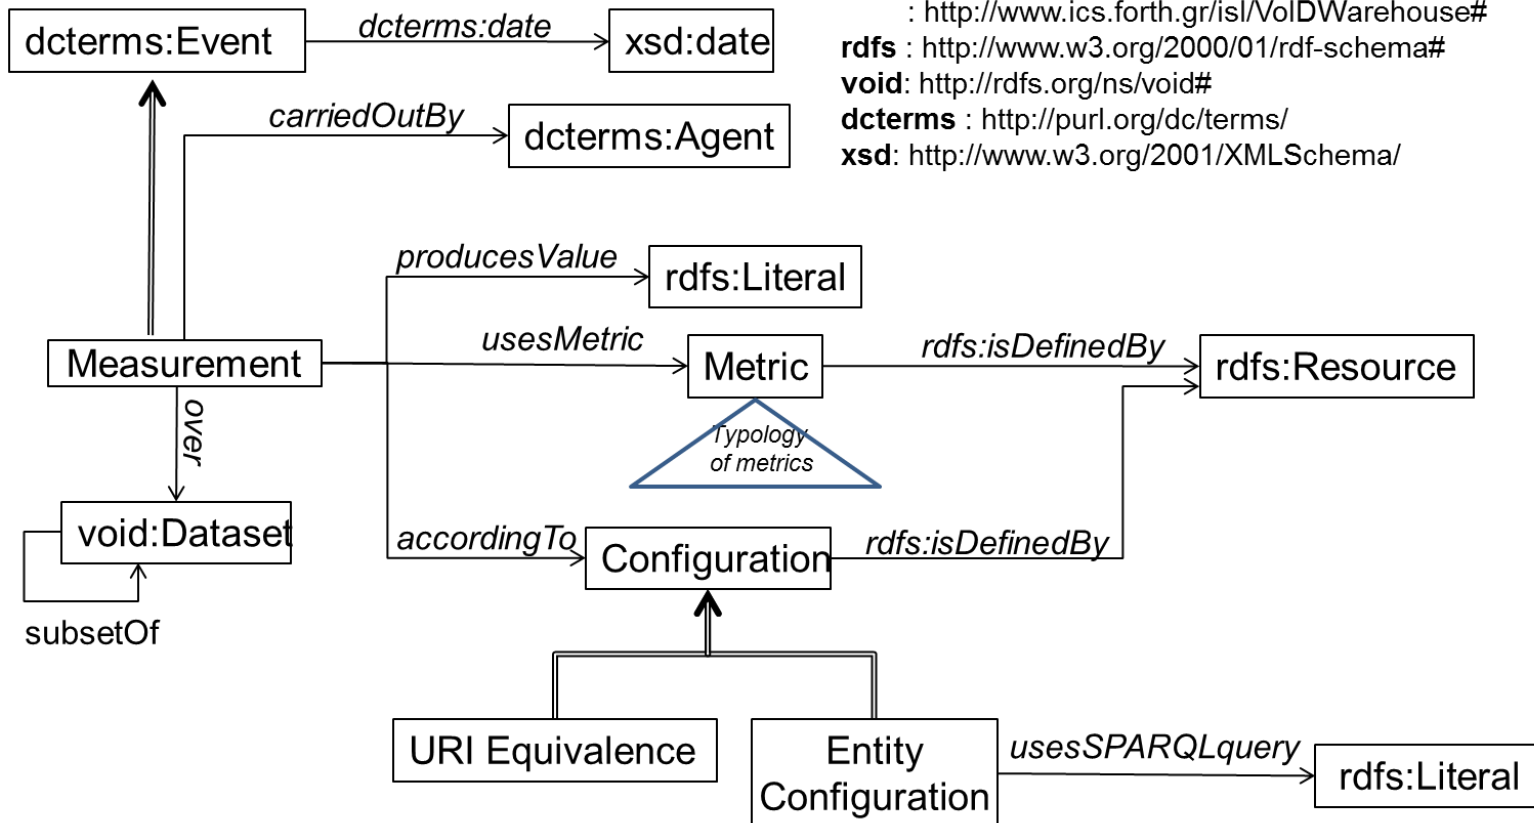 : http://www.ics.forth.gr/isl/VoIDWarehouse#
rdfs : http://www.w3.org/2000/01/rdf-schema#
void: http://rdfs.org/ns/void#
dcterms : http://purl.org/dc/terms/
xsd: http://www.w3.org/2001/XMLSchema/
dcterms:Event
dcterms:date
xsd:date
carriedOutBy
dcterms:Agent
producesValue
rdfs:Literal
Measurement
usesMetric
Metric
rdfs:isDefinedBy
rdfs:Resource
Typology
of metrics
over
void:Dataset
subsetOf
accordingTo
Configuration
rdfs:isDefinedBy
URI Equivalence
Entity
Configuration
usesSPARQLquery
rdfs:Literal